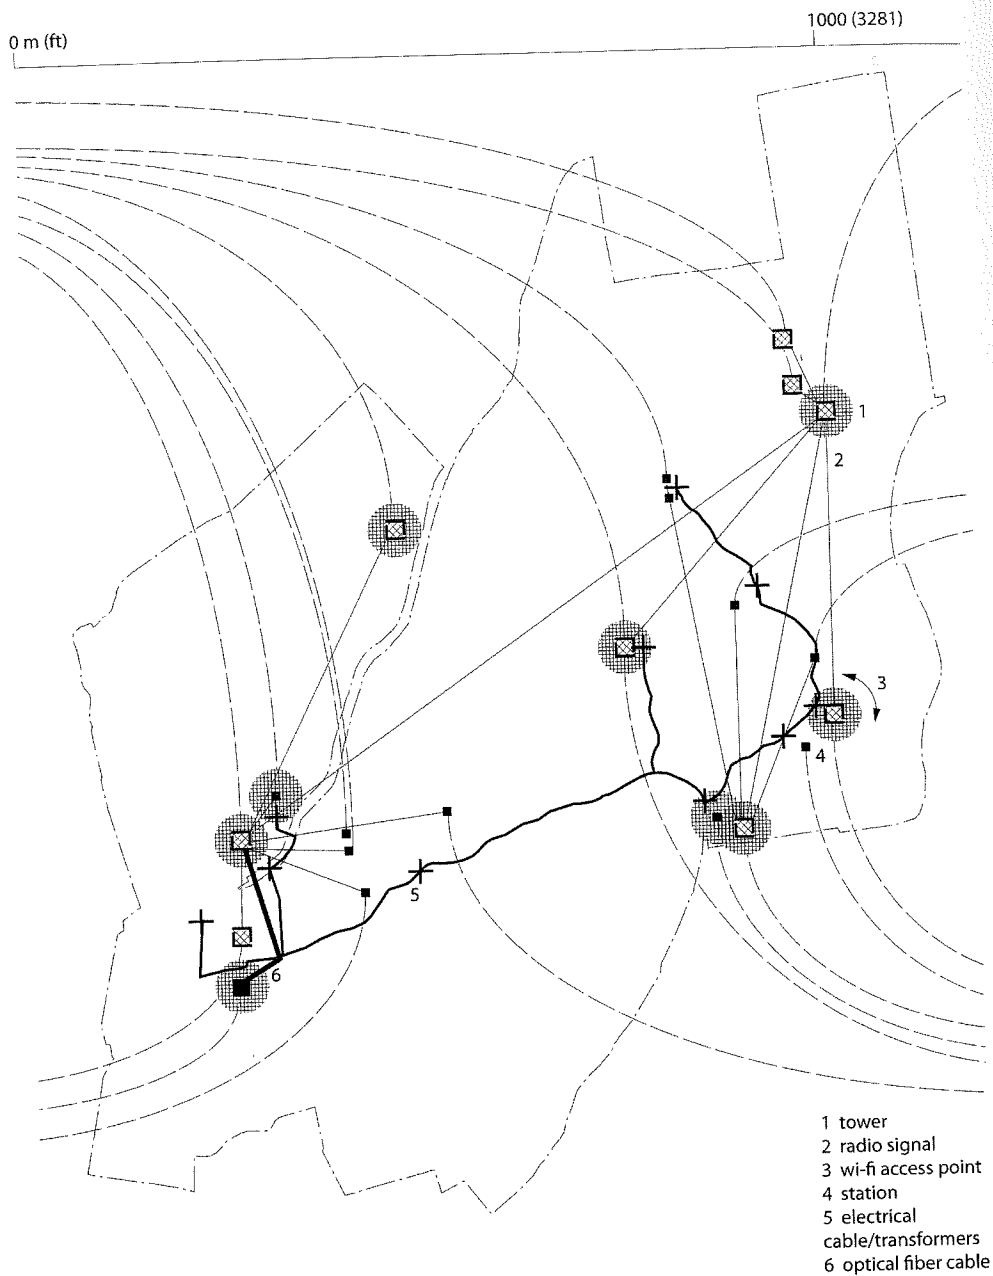 0 m (ft)
1000 (3281)
1
2
3
4
5
6
1 tower
2 radio signal
3 wi-fi access point
4 station
5 electrical
cable/transformers
6 optical fiber cable